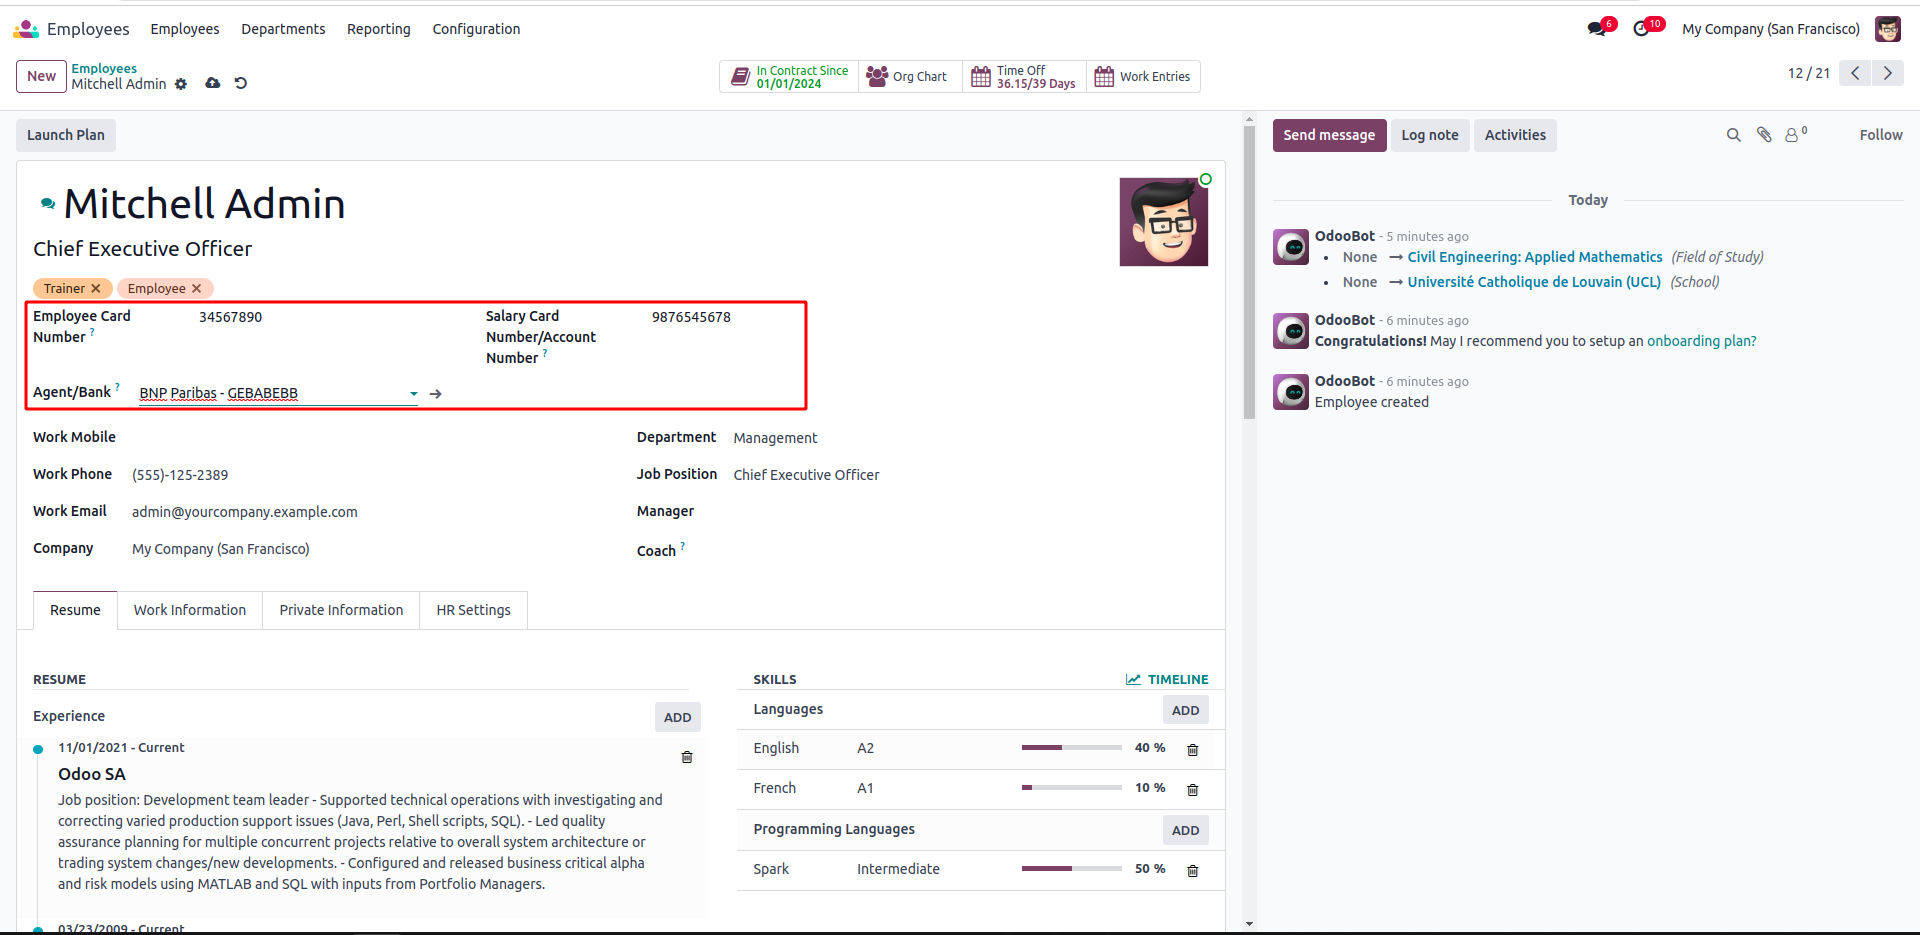 Employees
Employees
Departments
Reporting
Configuration
6
10
My Company (San Francisco)
New
Employees
Mitchell Admin
In Contract Since
01/01/2024
Org Chart
Time Off
36.15/39 Days
Work Entries
12 / 21
Launch Plan
Send message
Log note
Activities
0
Follow
Mitchell Admin
Chief Executive Officer
Trainer
Employee
Employee Card
Number ?
34567890
Salary Card
Number/Account
Number ?
9876545678
Agent/Bank ?
BNP Paribas - GEBABEBB
Work Mobile
Work Phone
(555)-125-2389
Work Email
admin@yourcompany.example.com
Company
My Company (San Francisco)
Department
Management
Job Position
Chief Executive Officer
Manager
Coach ?
Resume
Work Information
Private Information
HR Settings
RESUME
Experience
ADD
11/01/2021 - Current
Odoo SA
Job position: Development team leader - Supported technical operations with investigating and
correcting varied production support issues (Java, Perl, Shell scripts, SQL). - Led quality
assurance planning for multiple concurrent projects relative to overall system architecture or
trading system changes/new developments. - Configured and released business critical alpha
and risk models using MATLAB and SQL with inputs from Portfolio Managers.
03/23/2009 - Current
SKILLS
TIMELINE
Languages
ADD
English
A2
40 %
French
A1
10 %
Programming Languages
ADD
Spark
Intermediate
50 %
Today
OdooBot - 5 minutes ago
None → Civil Engineering: Applied Mathematics (Field of Study)
None → Université Catholique de Louvain (UCL) (School)
OdooBot - 6 minutes ago
Congratulations! May I recommend you to setup an onboarding plan?
OdooBot - 6 minutes ago
Employee created